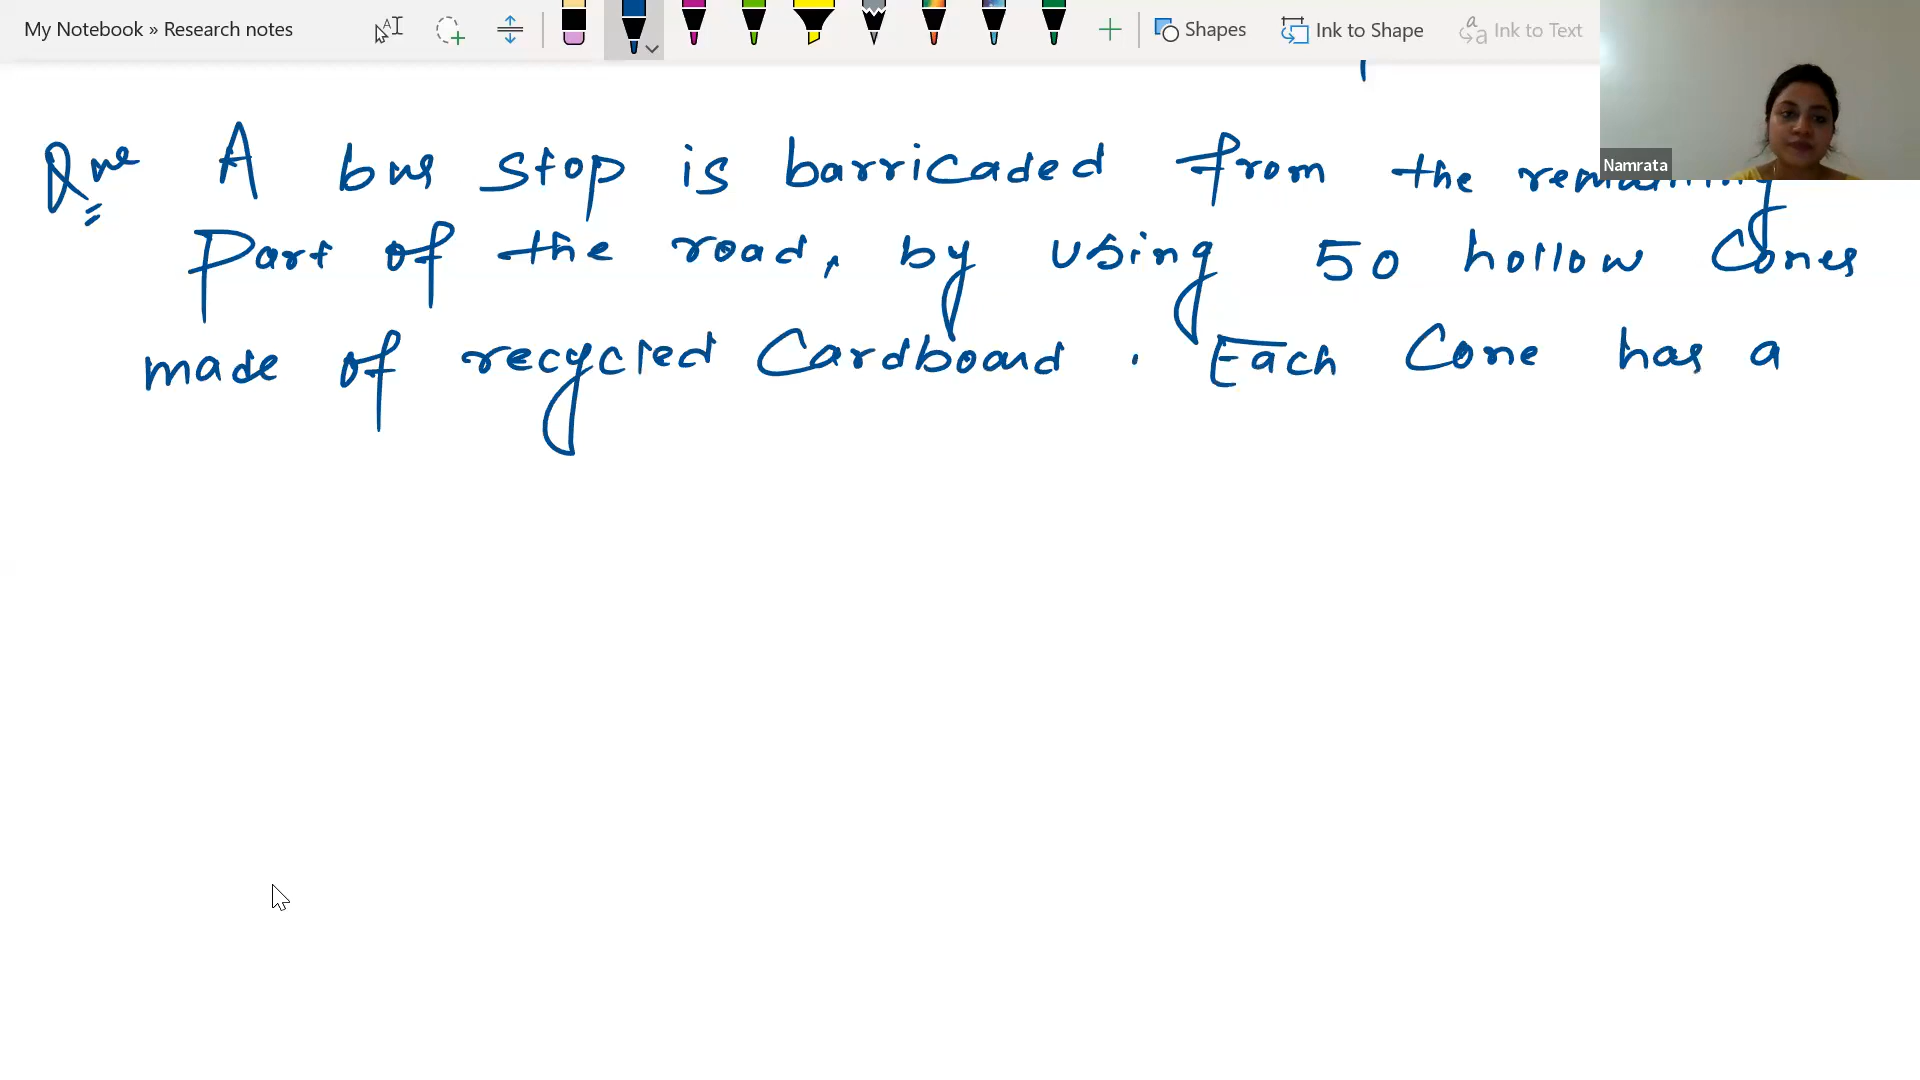 My Notebook » Research notes
Shapes
Ink to Shape
Ink to Text
Namrata
Que A bus stop is barricaded from the remaining
Part of the road, by using 50 hollow Cones
made of recycled Cardboard . Each Cone has a